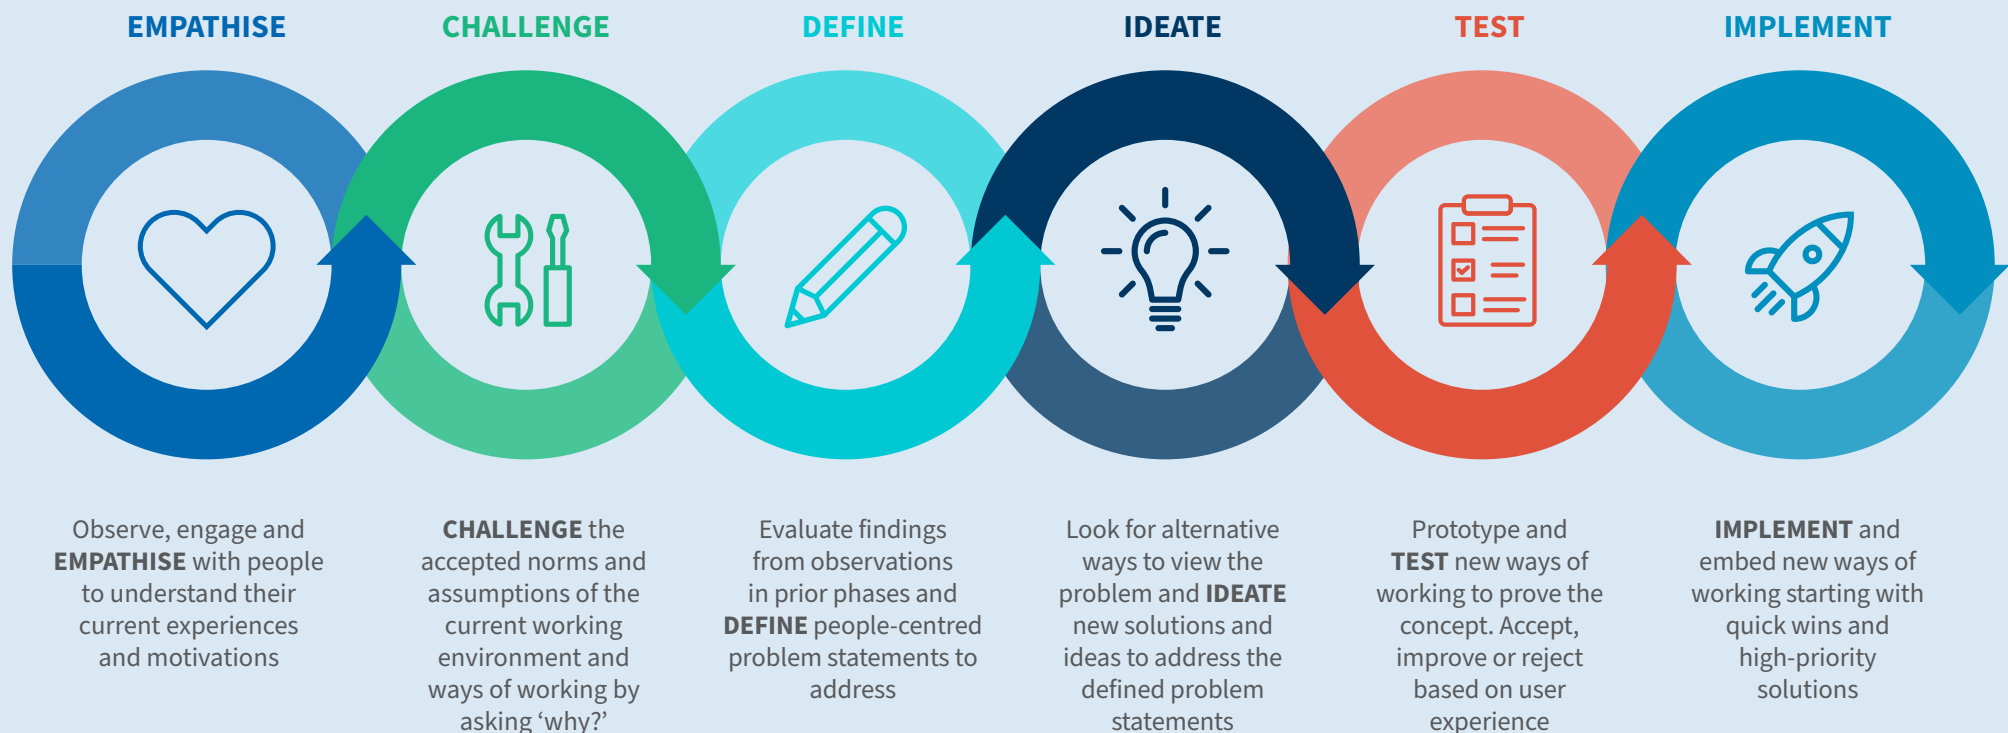 EMPATHISE
CHALLENGE
DEFINE
IDEATE
TEST
IMPLEMENT
Observe, engage and
EMPATHISE with people
to understand their
current experiences
and motivations
CHALLENGE the
accepted norms and
assumptions of the
current working
environment and
ways of working by
asking ‘why?’
Evaluate findings
from observations
in prior phases and
DEFINE people-centred
problem statements to
address
Look for alternative
ways to view the
problem and IDEATE
new solutions and
ideas to address the
defined problem
statements
Prototype and
TEST new ways of
working to prove the
concept. Accept,
improve or reject
based on user
experience
IMPLEMENT and
embed new ways of
working starting with
quick wins and
high-priority
solutions